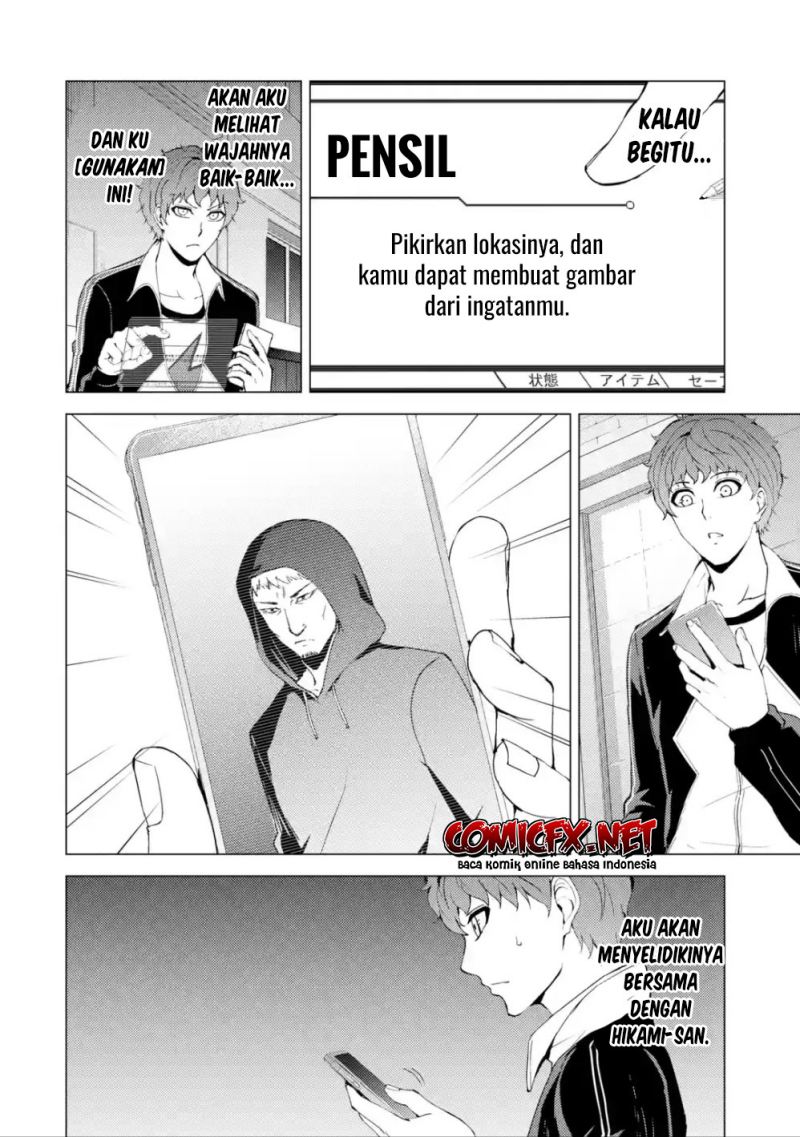 KALAU
BEGITU...
PENSIL
Pikirkan lokasinya, dan
kamu dapat membuat gambar
dari ingatanmu.
状態
アイテム
セー
AKAN AKU
MELIHAT
WAJAHNYA
BAIK-BAIK...
DAN KU
[GUNAKAN]
INI!
COMICFX.NET
Baca Komik Online Bahasa Indonesia
AKU AKAN
MENYELIDIKINYA
BERSAMA
DENGAN
HIKAMI-SAN.